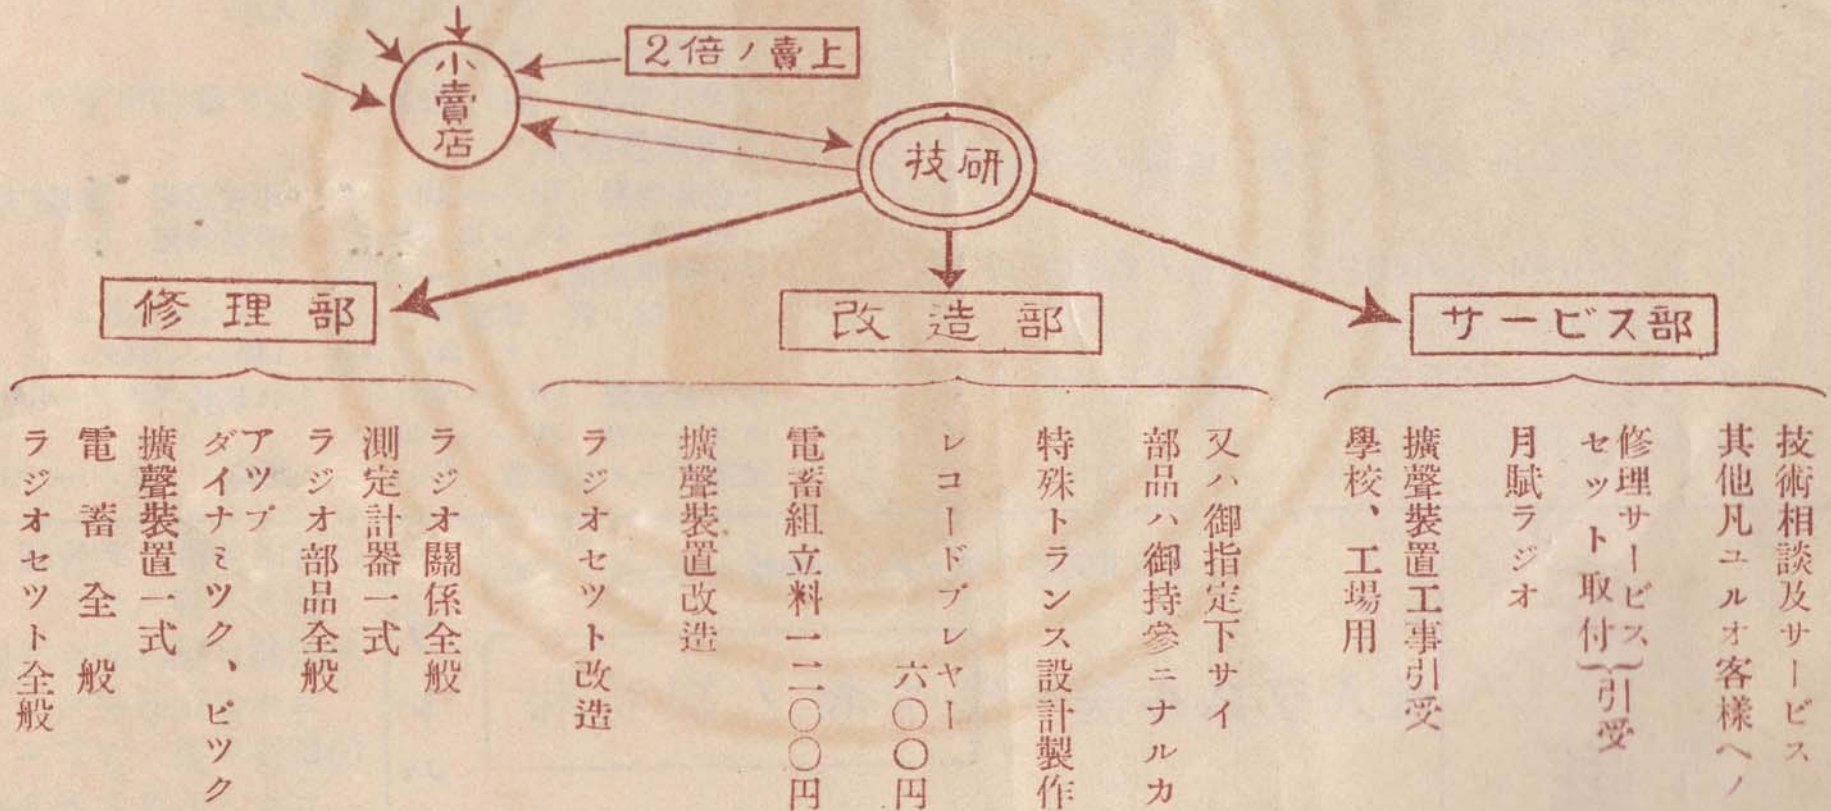 2倍ノ賣上
小賣店
技研
修理部
ラジオセツト全般
電蓄全般
擴聲裝置一式
ダイナミツク、ピツク
アツプ
ラジオ部品全般
測定計器一式
ラジオ關係全般
改造部
ラジオセツト改造
擴聲裝置改造
電蓄組立料一二〇〇円
レコードプレヤー
六〇〇円
特殊トランス設計製作
部品ハ御持參ニナルカ
又ハ御指定下サイ
サービス部
學校、工場用
擴聲裝置工事引受
月賦ラジオ
セット取付
修理サービス
引受
其他凡ユルオ客樣ヘノ
技術相談及サービス